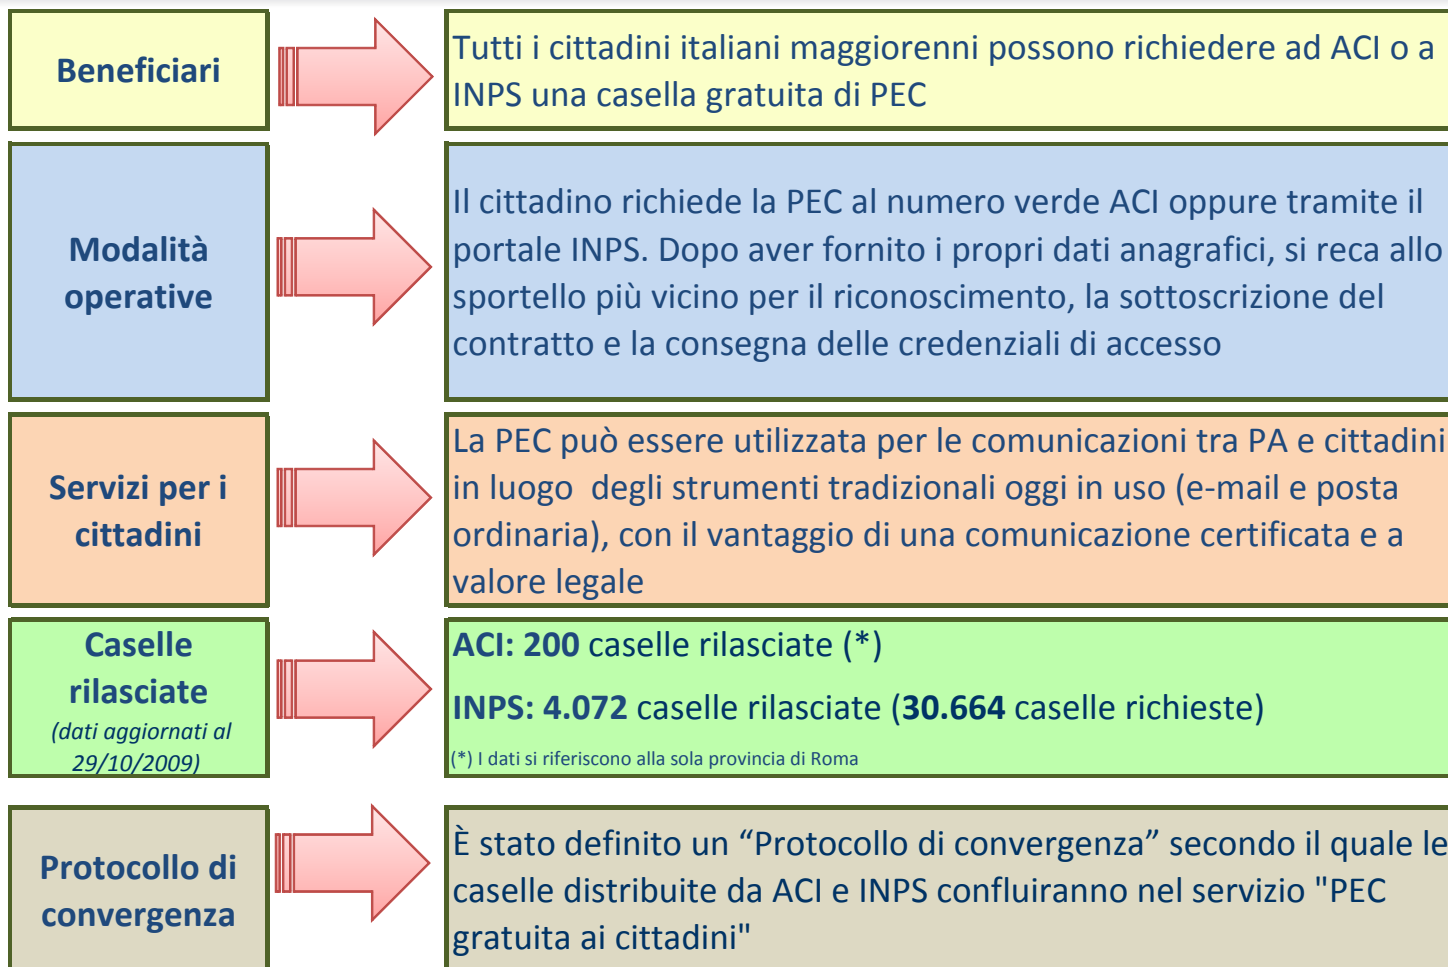 Beneficiari
Tutti i cittadini italiani maggiorenni possono richiedere ad ACI o a
INPS una casella gratuita di PEC
Modalità
operative
Il cittadino richiede la PEC al numero verde ACI oppure tramite il
portale INPS. Dopo aver fornito i propri dati anagrafici, si reca allo
sportello più vicino per il riconoscimento, la sottoscrizione del
contratto e la consegna delle credenziali di accesso
Servizi per i
cittadini
La PEC può essere utilizzata per le comunicazioni tra PA e cittadini
in luogo  degli strumenti tradizionali oggi in uso (e-mail e posta
ordinaria), con il vantaggio di una comunicazione certificata e a
valore legale
Caselle
rilasciate
(dati aggiornati al
29/10/2009)
ACI: 200 caselle rilasciate (*)
INPS: 4.072 caselle rilasciate (30.664 caselle richieste)
(*) I dati si riferiscono alla sola provincia di Roma
Protocollo di
convergenza
È stato definito un “Protocollo di convergenza” secondo il quale le
caselle distribuite da ACI e INPS confluiranno nel servizio "PEC
gratuita ai cittadini"